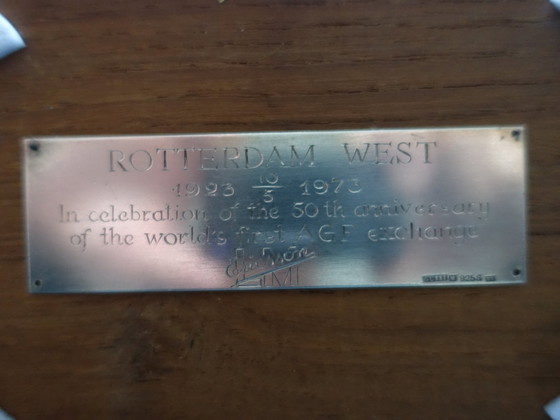 ROTTERDAM WEST
1923 10/5 1973
In celebration of the 50th anniversary
of the world's first AGF exchange